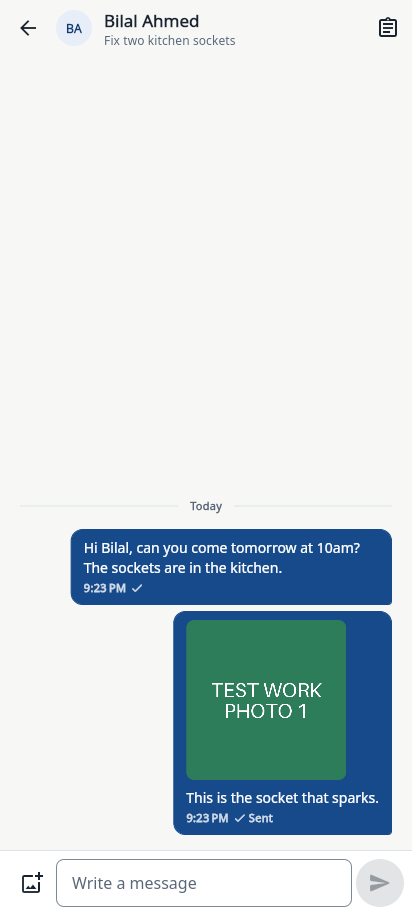 Bilal Ahmed
BA
Fix two kitchen sockets
Today
Hi Bilal, can you come tomorrow at 10am?
The sockets are in the kitchen.
9:23 PM
TEST WORK
PHOTO 1
This is the socket that sparks.
9:23 PM Sent
Write a message